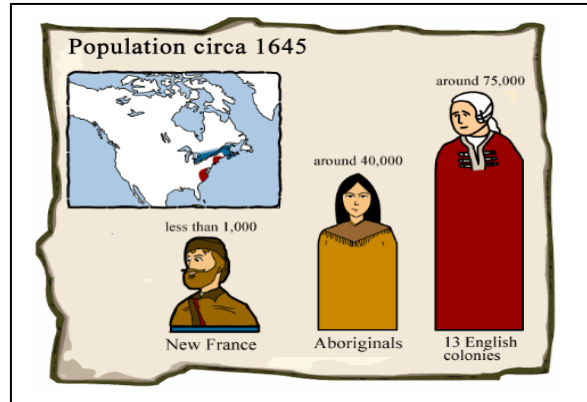 Population circa 1645
around 75,000
around 40,000
less than 1,000
New France
Aboriginals
13 English
colonies